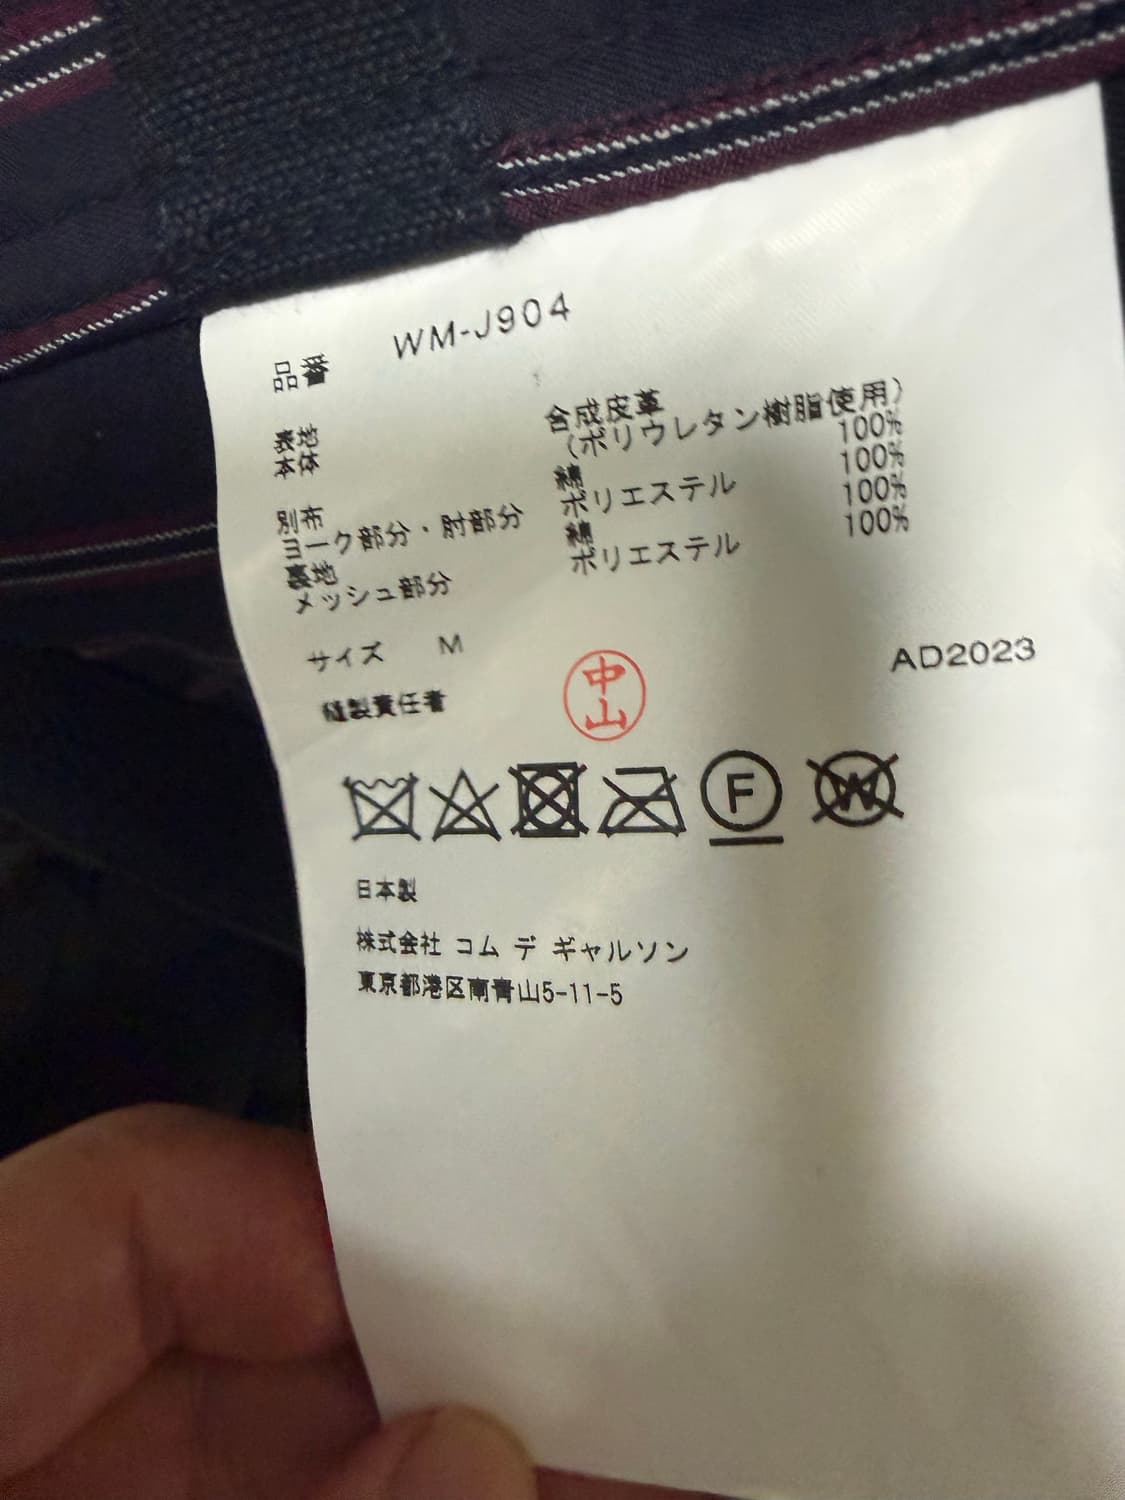 品番 WM-J904
表地 合成皮革
本体 （ポリウレタン樹脂使用）
綿 100%
別布 ポリエステル 100%
ヨーク部分・肘部分 綿 100%
裏地 ポリエステル 100%
メッシュ部分
サイズ M
AD2023
縫製責任者 中山
F W
日本製
株式会社 コム デ ギャルソン
東京都港区南青山5-11-5